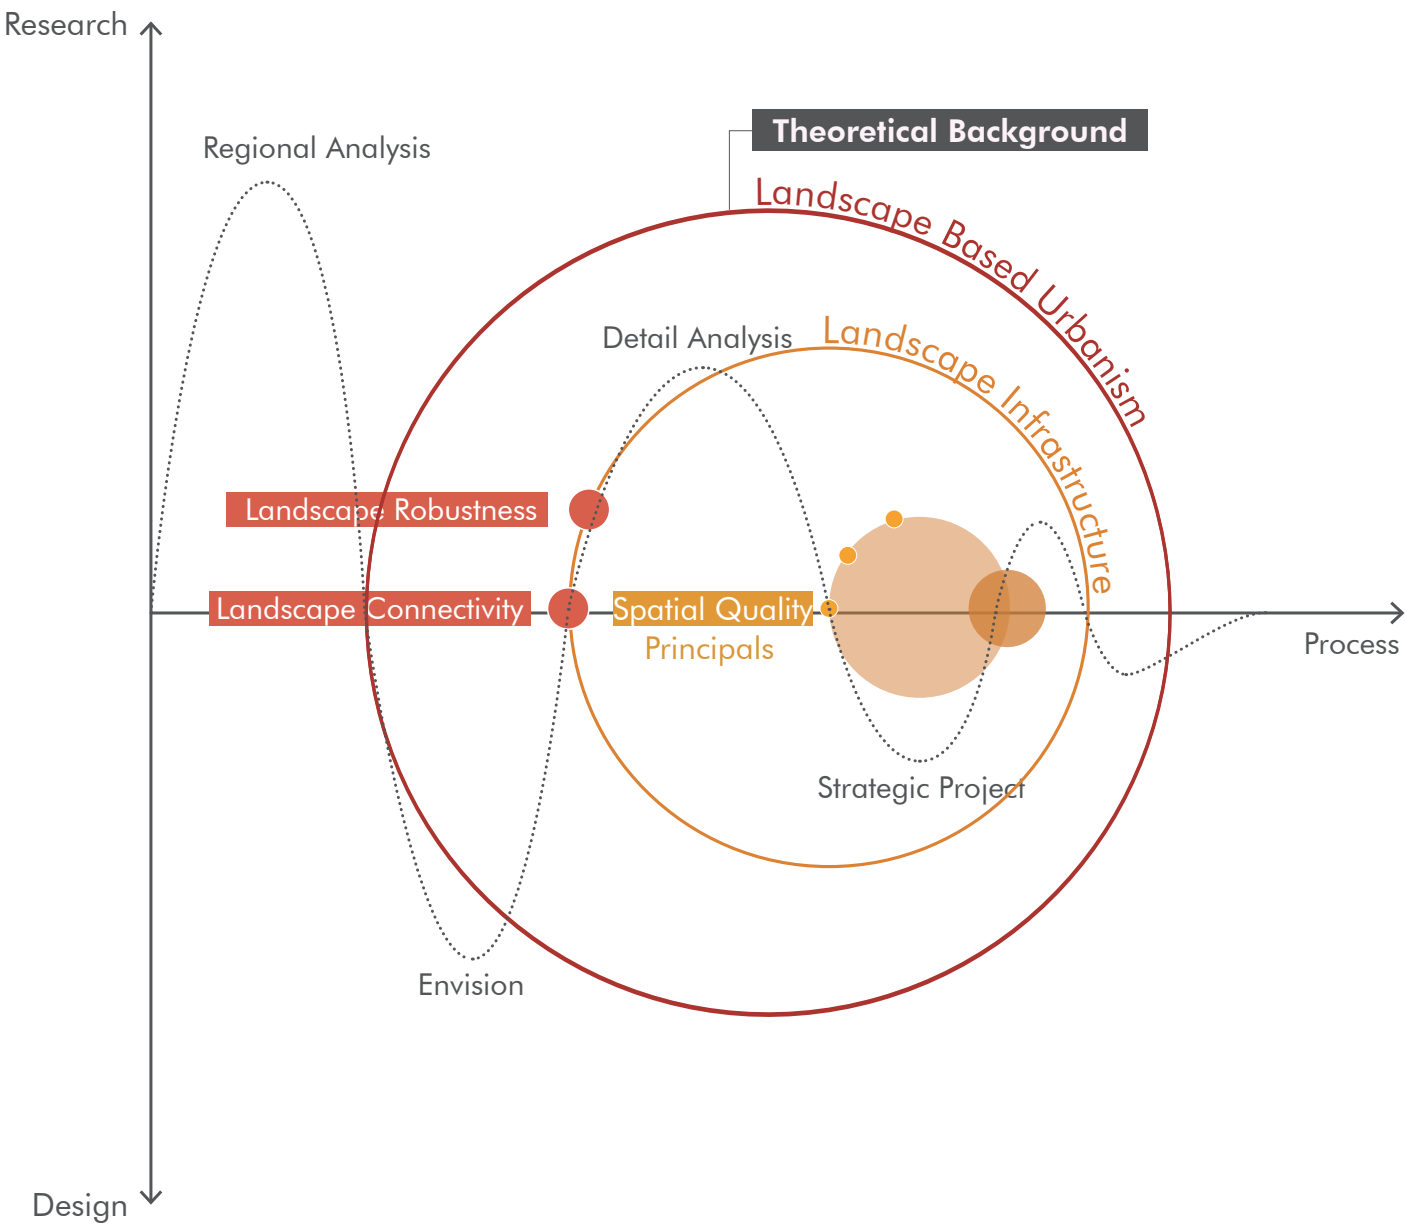 Research
Theoretical Background
Regional Analysis
Landscape Based Urbanism
Detail Analysis
Landscape Infrastructure
Landscape Robustness
Landscape Connectivity
Spatial Quality
Principals
Process
Strategic Project
Envision
Design